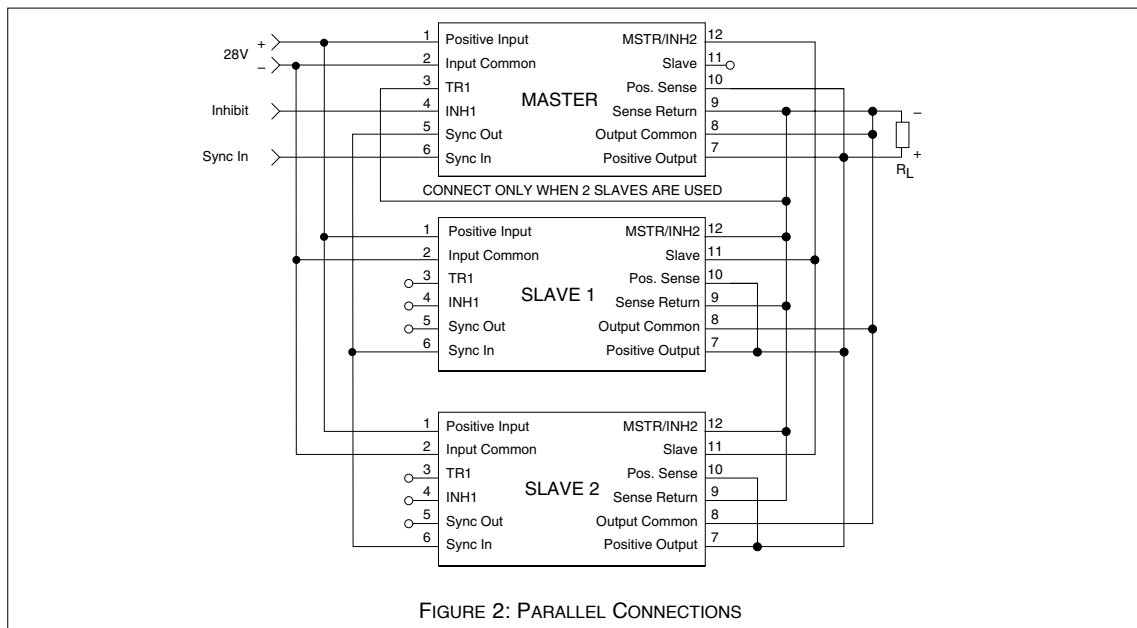 1 Positive Input MSTR/INH2 12
28V + −
2 Input Common Slave 11
3 TR1 Pos. Sense 10
MASTER
Inhibit 4 INH1 Sense Return 9 −
5 Sync Out Output Common 8
Sync In 6 Sync In Positive Output 7 +
RL
CONNECT ONLY WHEN 2 SLAVES ARE USED
1 Positive Input MSTR/INH2 12
2 Input Common Slave 11
3 TR1 Pos. Sense 10
SLAVE 1
4 INH1 Sense Return 9
5 Sync Out Output Common 8
6 Sync In Positive Output 7
1 Positive Input MSTR/INH2 12
2 Input Common Slave 11
3 TR1 Pos. Sense 10
SLAVE 2
4 INH1 Sense Return 9
5 Sync Out Output Common 8
6 Sync In Positive Output 7
FIGURE 2: PARALLEL CONNECTIONS